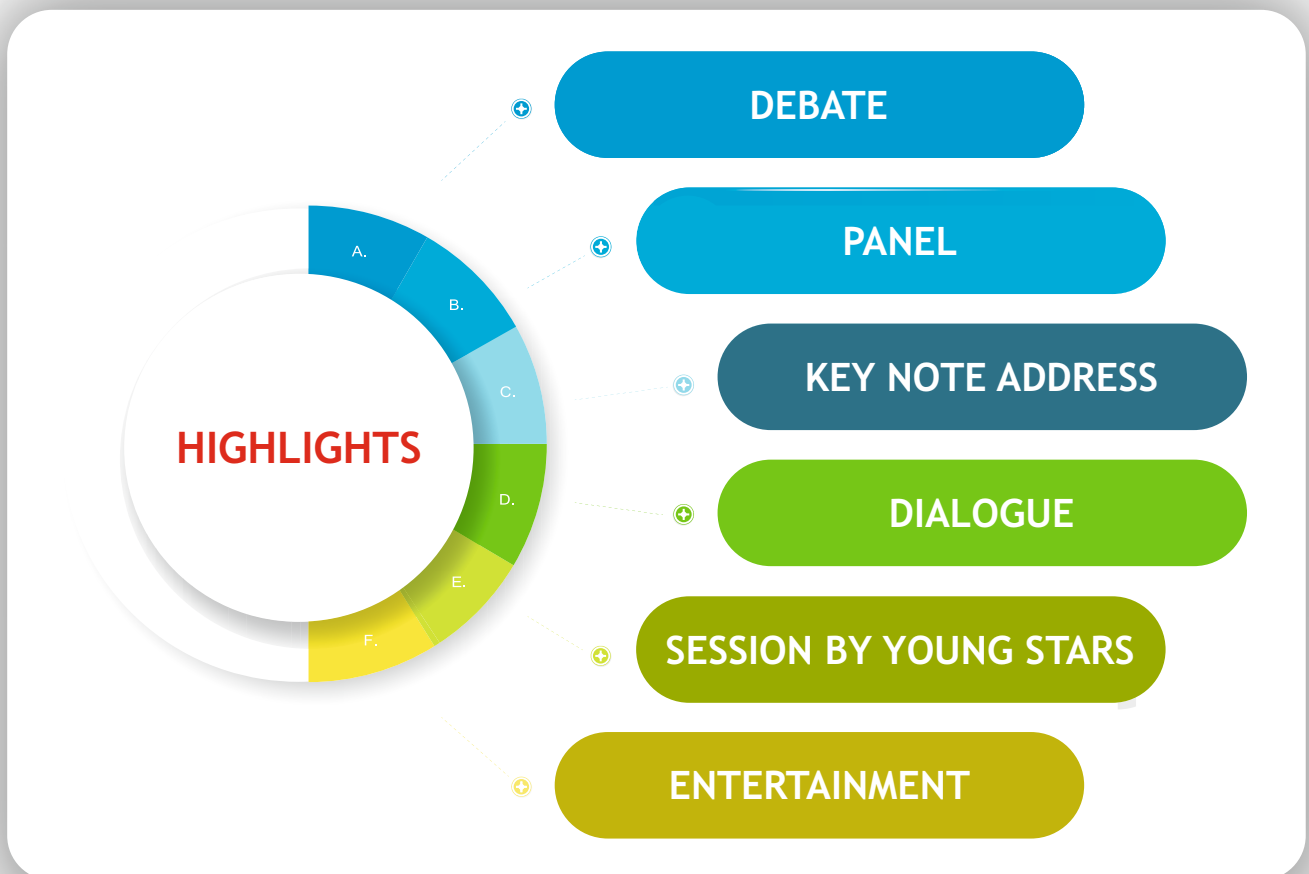 HIGHLIGHTS
A.
B.
C.
D.
E.
F.
DEBATE
PANEL
KEY NOTE ADDRESS
DIALOGUE
SESSION BY YOUNG STARS
ENTERTAINMENT